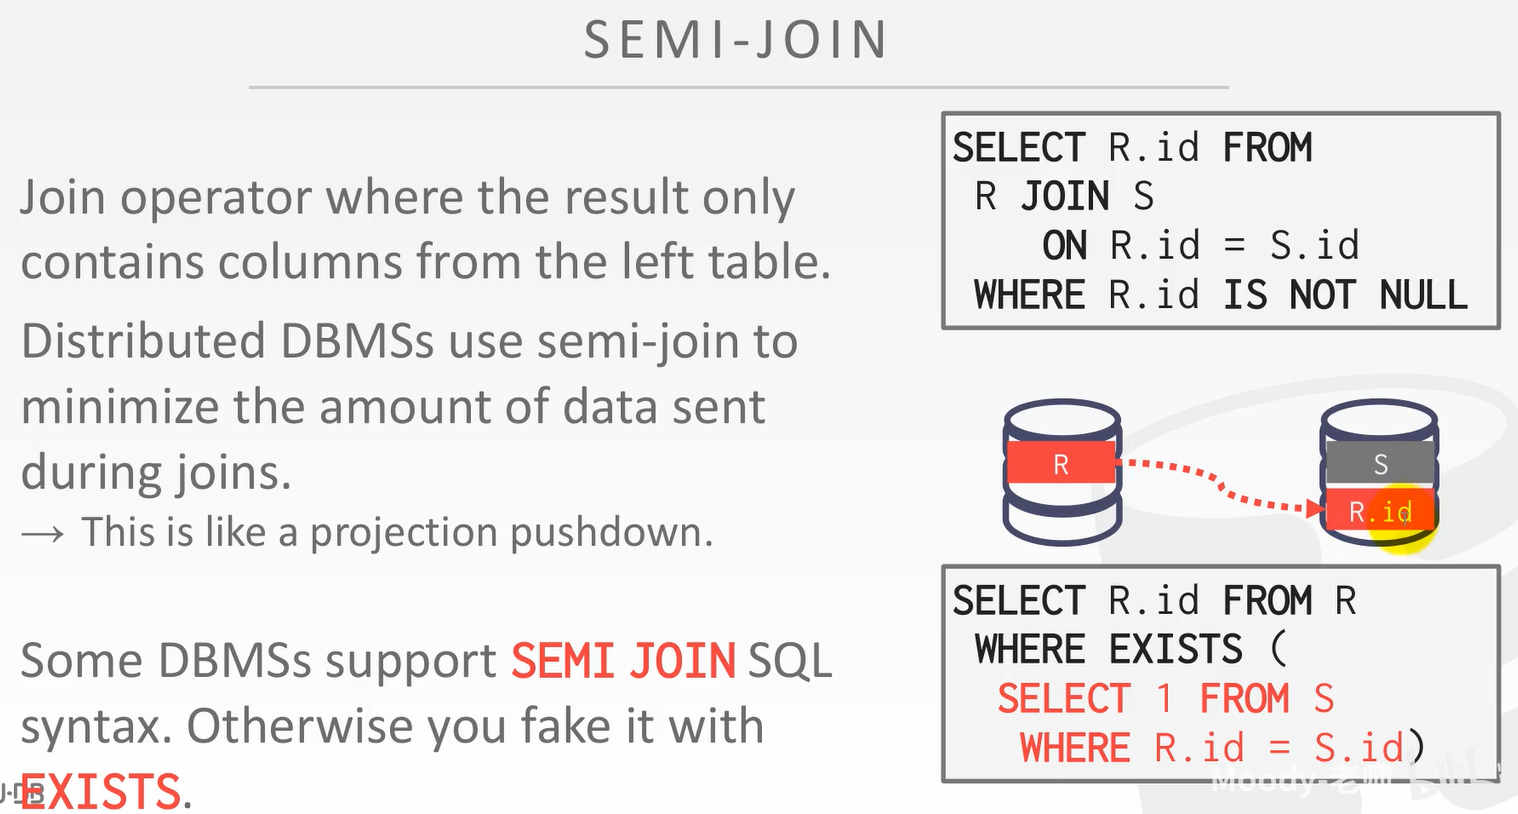 SEMI-JOIN
Join operator where the result only
contains columns from the left table.
Distributed DBMSs use semi-join to
minimize the amount of data sent
during joins.
→ This is like a projection pushdown.
Some DBMSs support SEMI JOIN SQL
syntax. Otherwise you fake it with
EXISTS.
SELECT R.id FROM
R JOIN S
ON R.id = S.id
WHERE R.id IS NOT NULL
R
S
R.id
SELECT R.id FROM R
WHERE EXISTS (
SELECT 1 FROM S
WHERE R.id = S.id)
Moody-老师